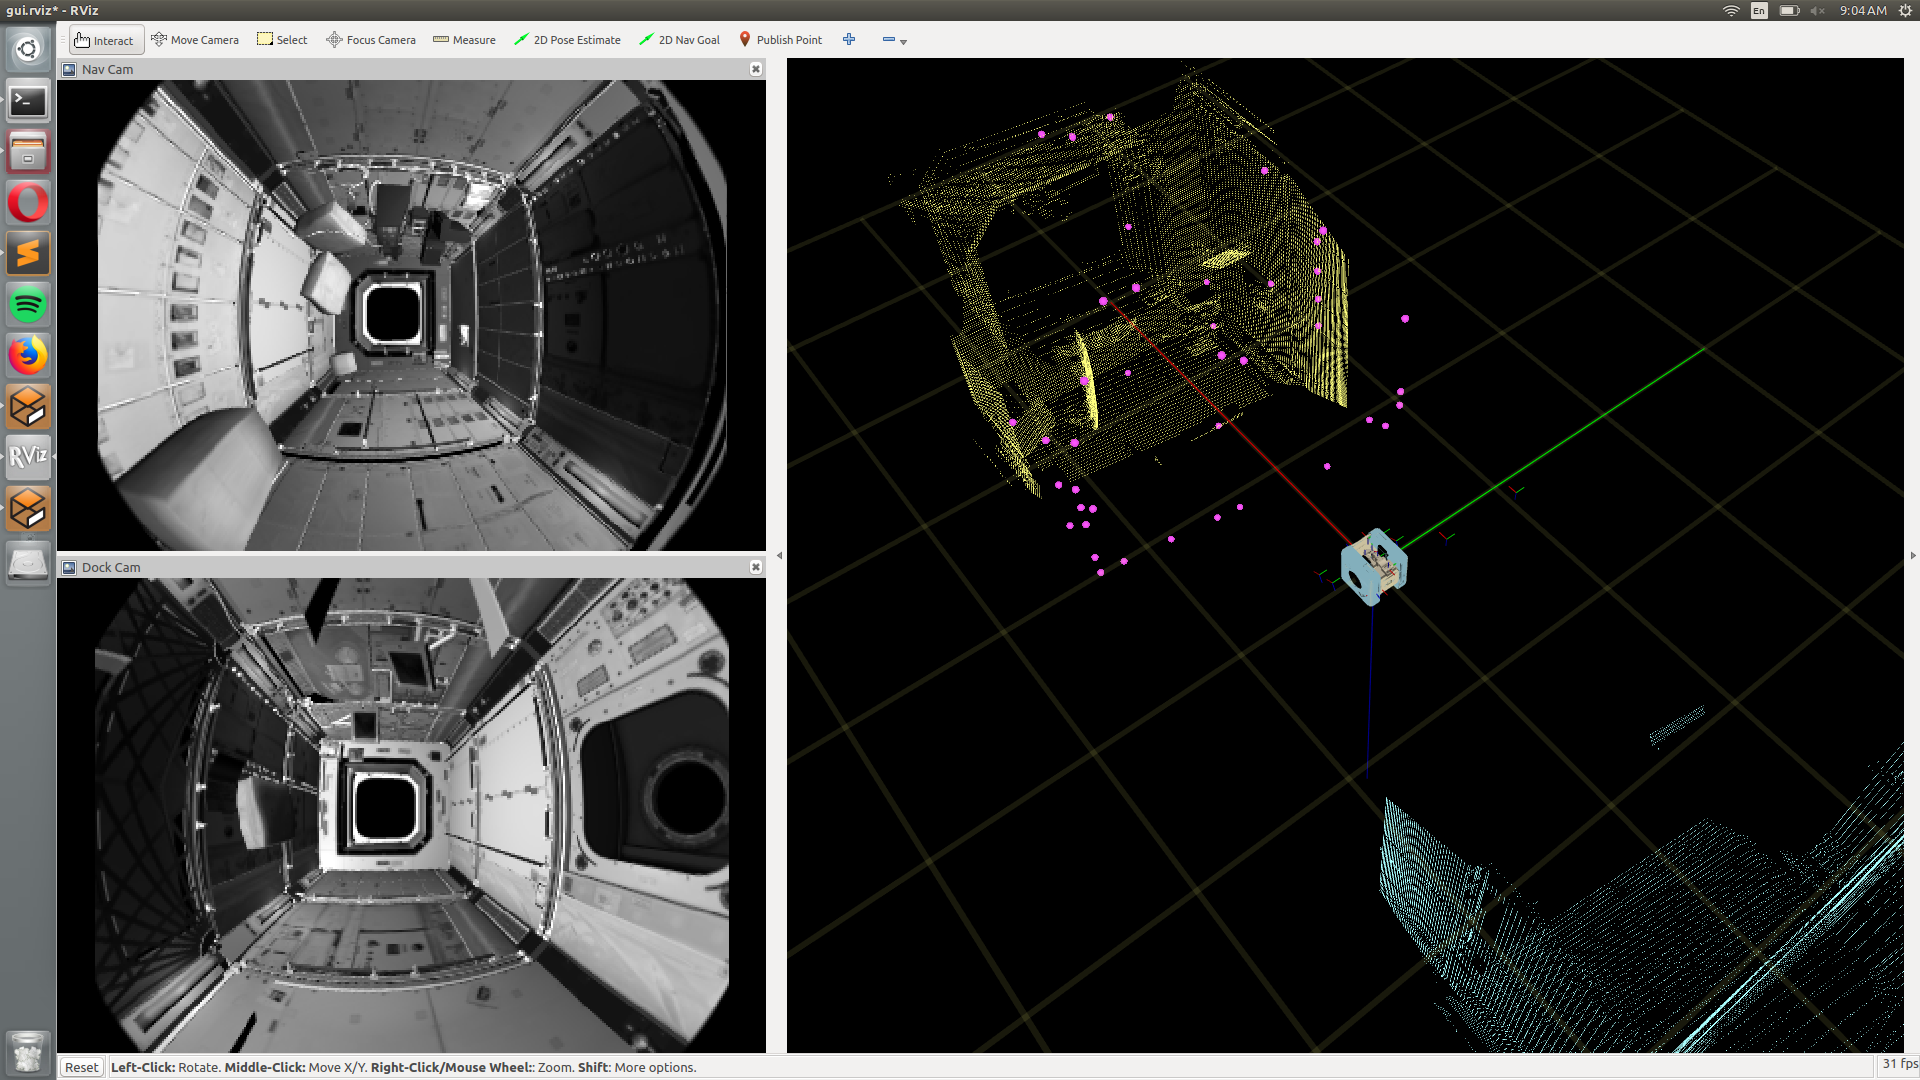 gui.rviz* - RViz
En
9:04 AM
Interact
Move Camera
Select
Focus Camera
Measure
2D Pose Estimate
2D Nav Goal
Publish Point
Nav Cam
RViz
Dock Cam
Reset
Left-Click: Rotate. Middle-Click: Move X/Y. Right-Click/Mouse Wheel:: Zoom. Shift: More options.
31 fps